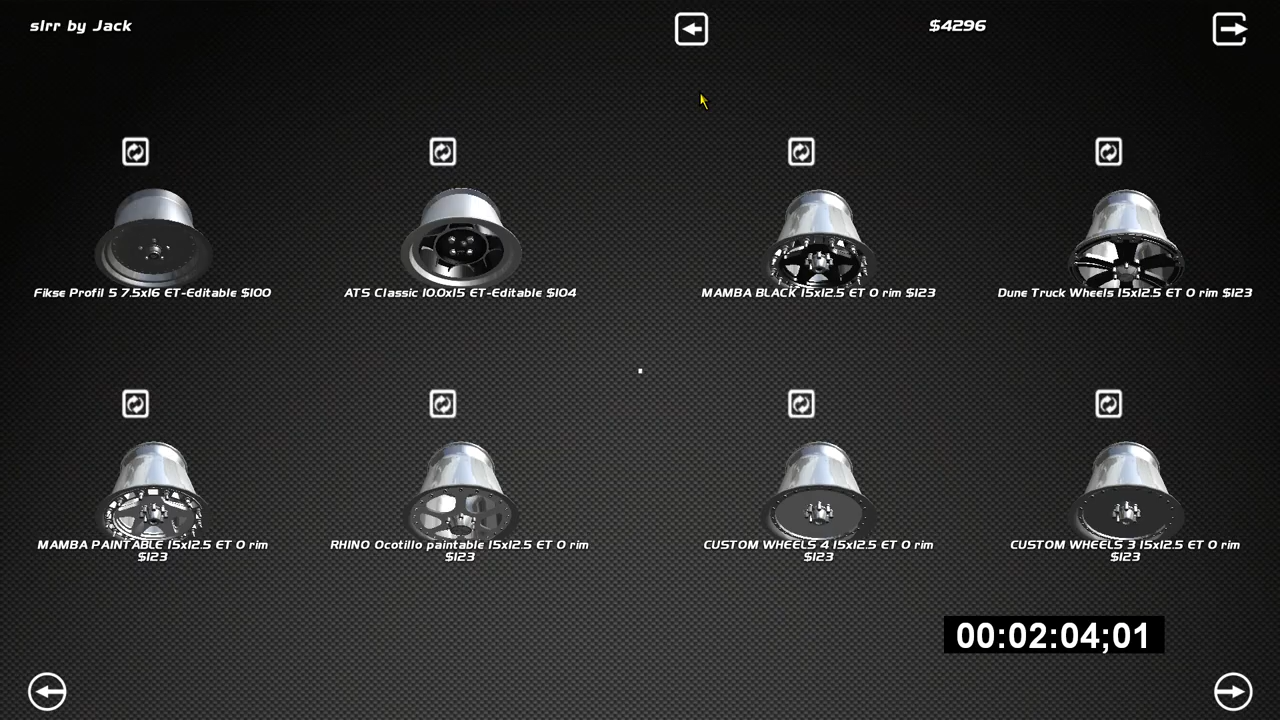 slrr by Jack
$4296
Fikse Profil 5 7.5x16 ET-Editable $100
ATS Classic 10.0x15 ET-Editable $104
MAMBA BLACK 15x12.5 ET 0 rim $123
Dune Truck Wheels 15x12.5 ET 0 rim $123
MAMBA PAINTABLE 15x12.5 ET 0 rim
$123
RHINO Ocotillo paintable 15x12.5 ET 0 rim
$123
CUSTOM WHEELS 4 15x12.5 ET 0 rim
$123
CUSTOM WHEELS 3 15x12.5 ET 0 rim
$123
00:02:04;01